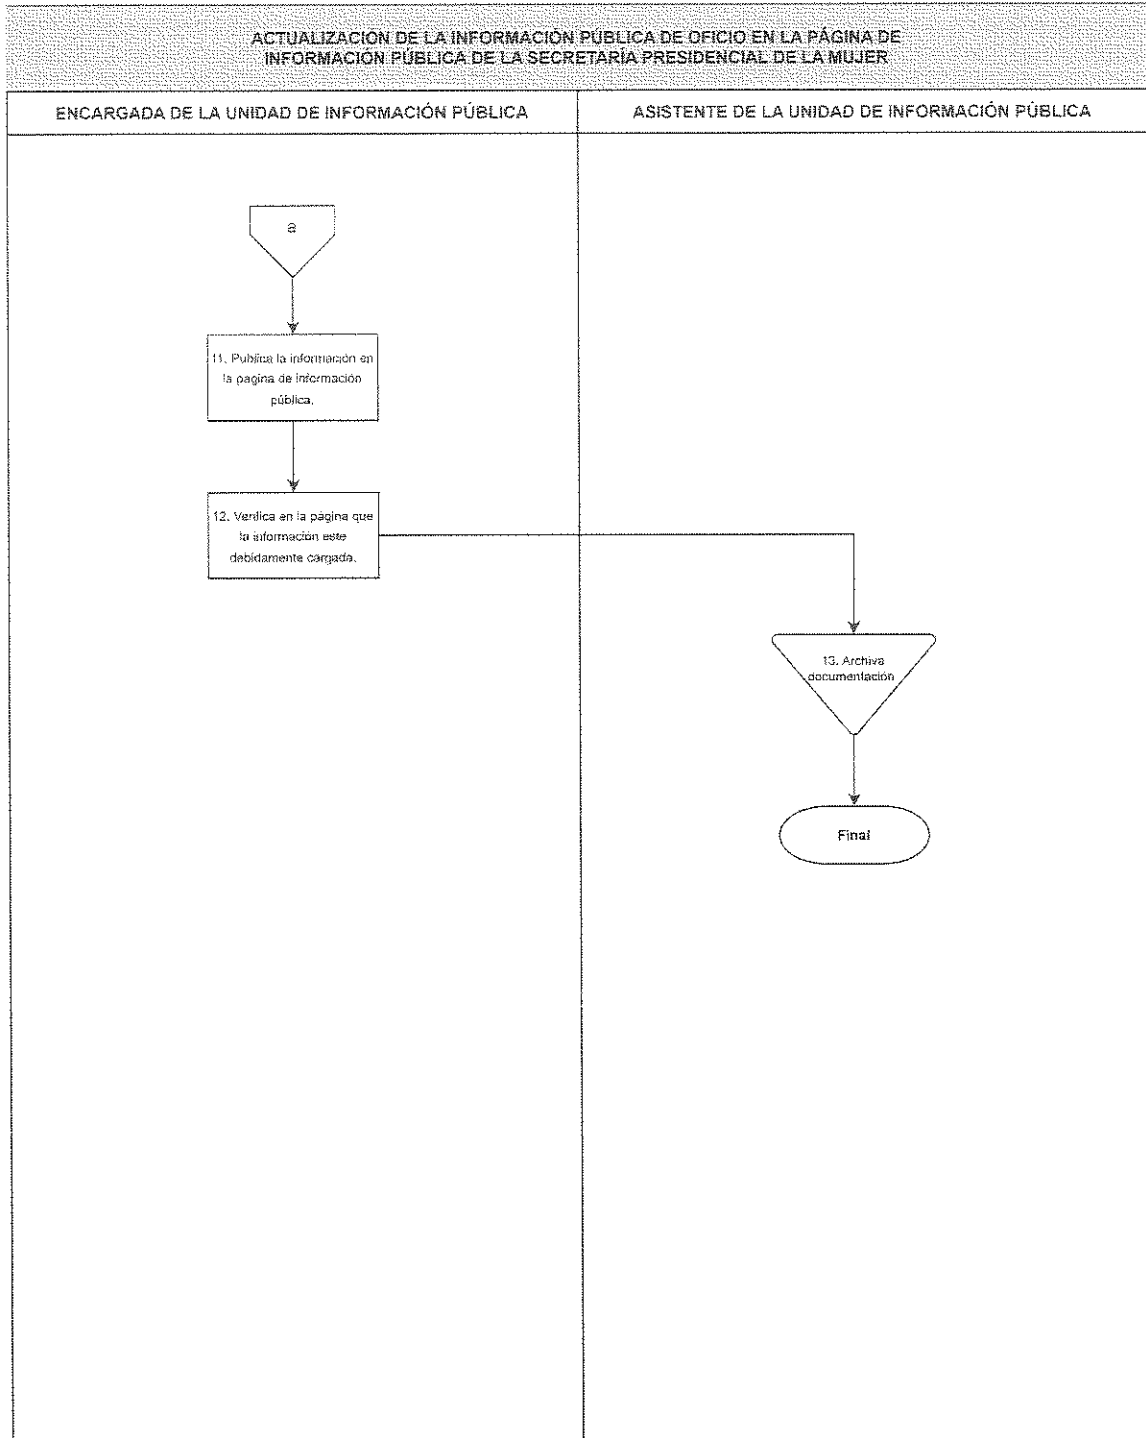 ACTUALIZACIÓN DE LA INFORMACIÓN PÚBLICA DE OFICIO EN LA PÁGINA DE
INFORMACIÓN PÚBLICA DE LA SECRETARÍA PRESIDENCIAL DE LA MUJER
ENCARGADA DE LA UNIDAD DE INFORMACIÓN PÚBLICA
ASISTENTE DE LA UNIDAD DE INFORMACIÓN PÚBLICA
a
11. Publica la información en
la pagina de información
pública.
12. Verifica en la página que
la información este
debidamente cargada.
13. Archiva
documentación
Final